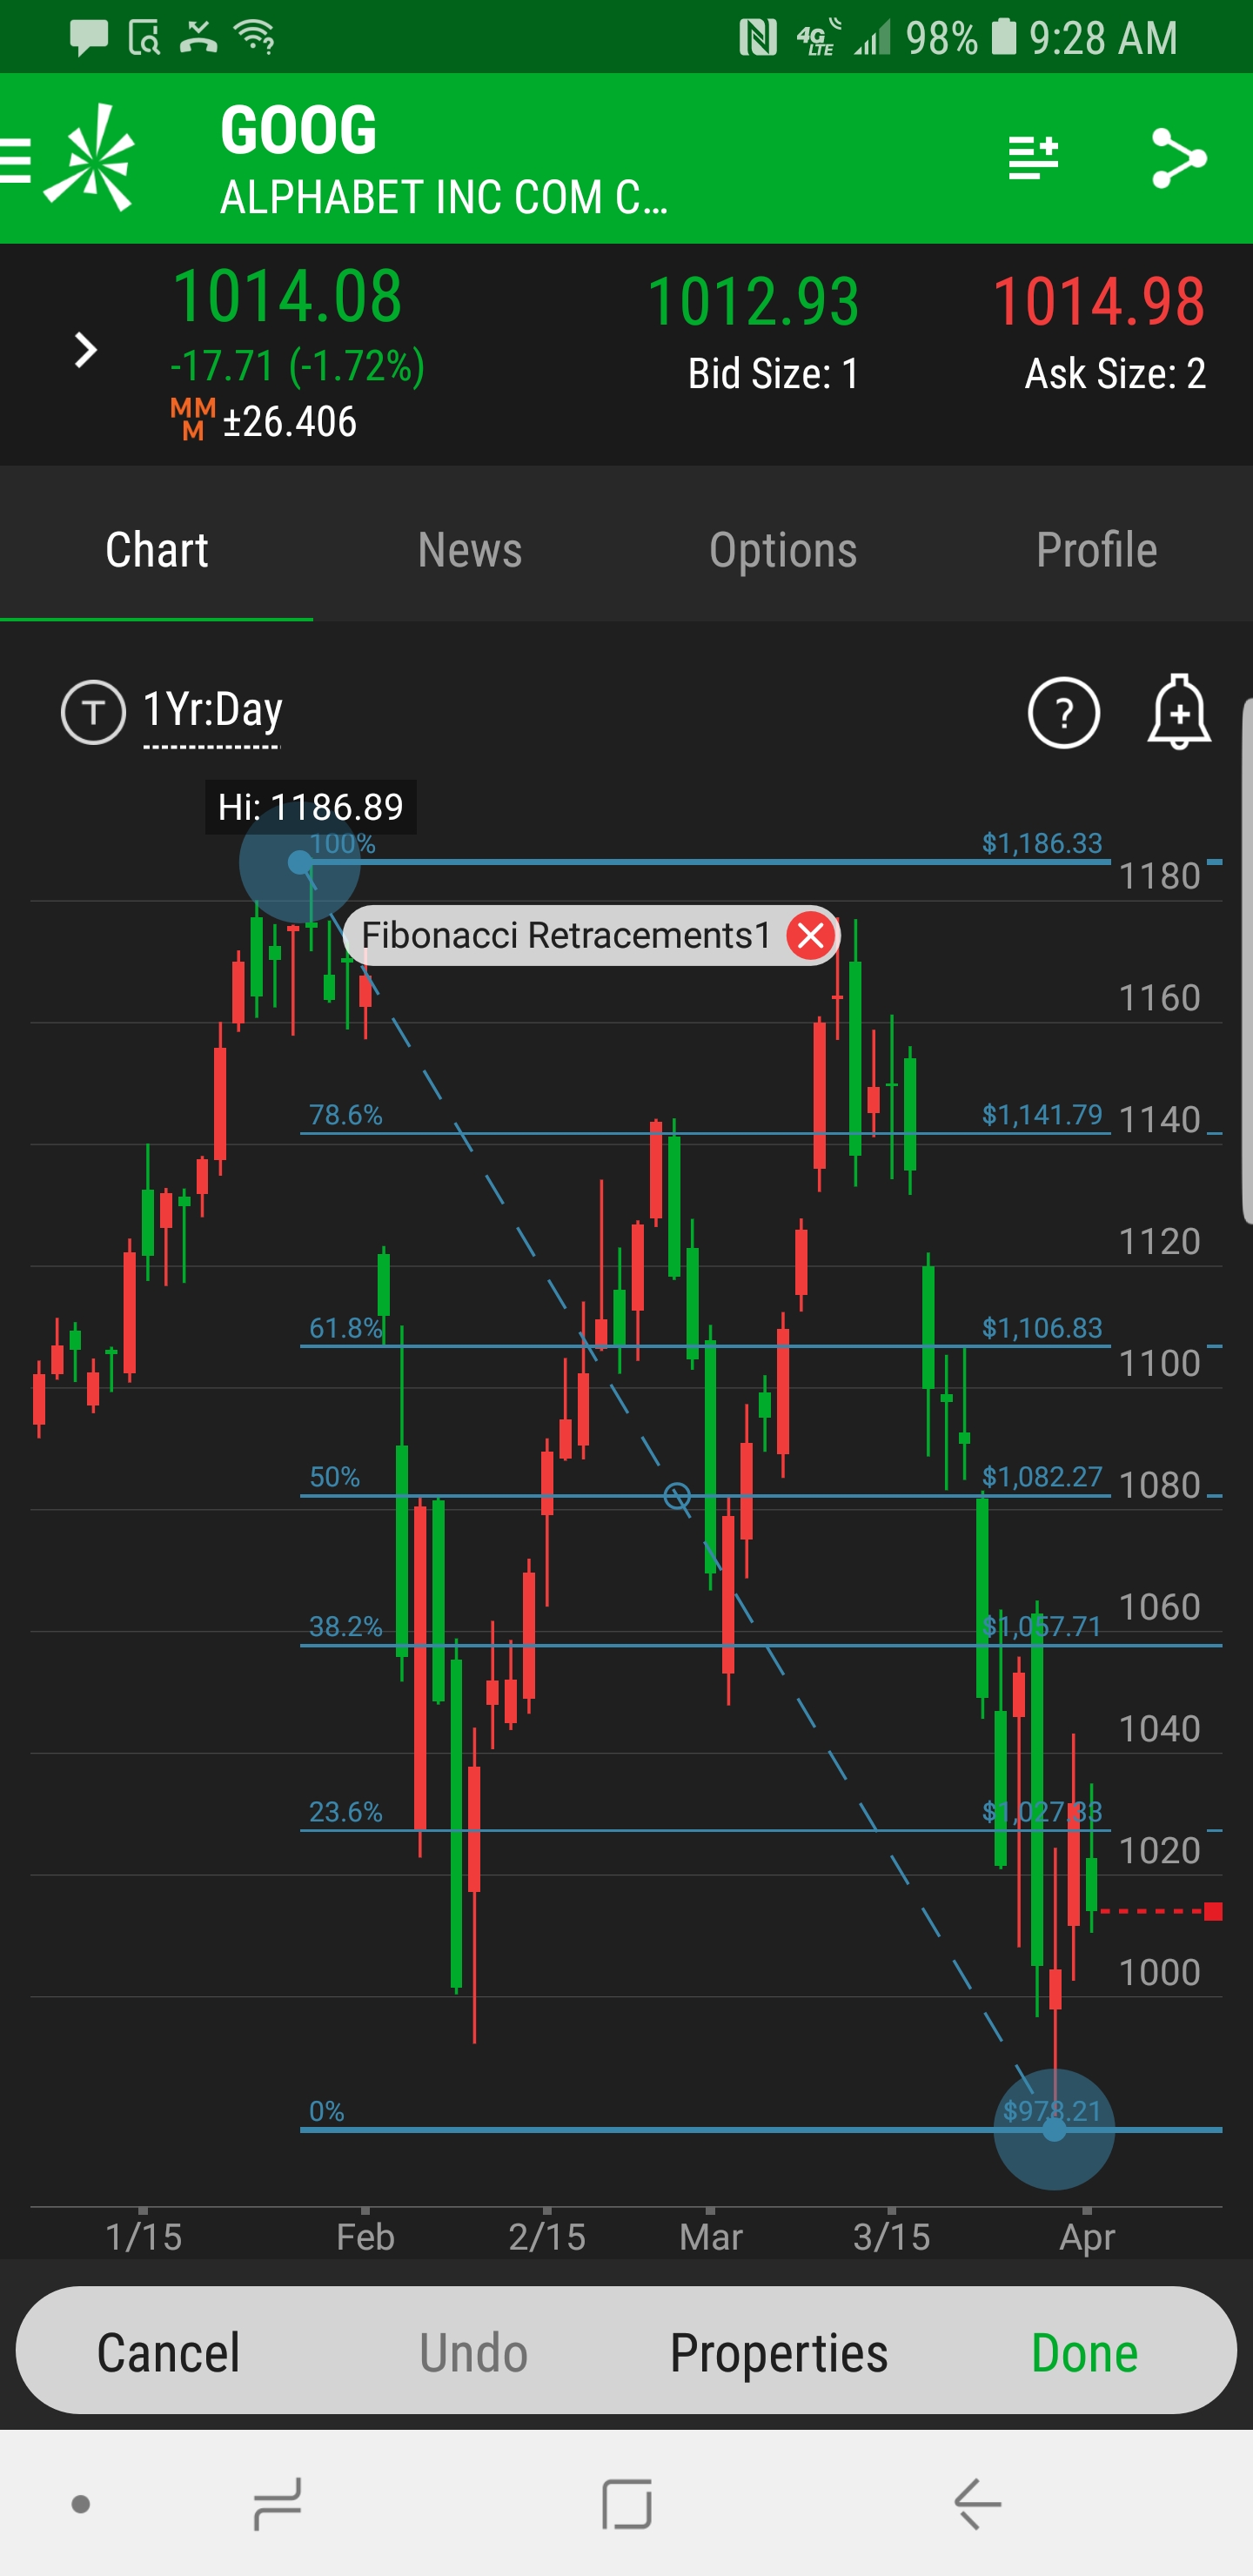 98% 9:28 AM
4G LTE
GOOG
ALPHABET INC COM C...
1014.08 1012.93 1014.98
-17.71 (-1.72%) Bid Size: 1 Ask Size: 2
MMM ±26.406
Chart News Options Profile
T 1Yr:Day ?
Hi: 1186.89
100% $1,186.33
1180
Fibonacci Retracements1
1160
78.6% $1,141.79 1140
1120
61.8% $1,106.83
1100
50% $1,082.27 1080
1060
38.2% $1,057.71
1040
23.6% $1,027.33
1020
1000
0% $978.21
1/15 Feb 2/15 Mar 3/15 Apr
Cancel Undo Properties Done